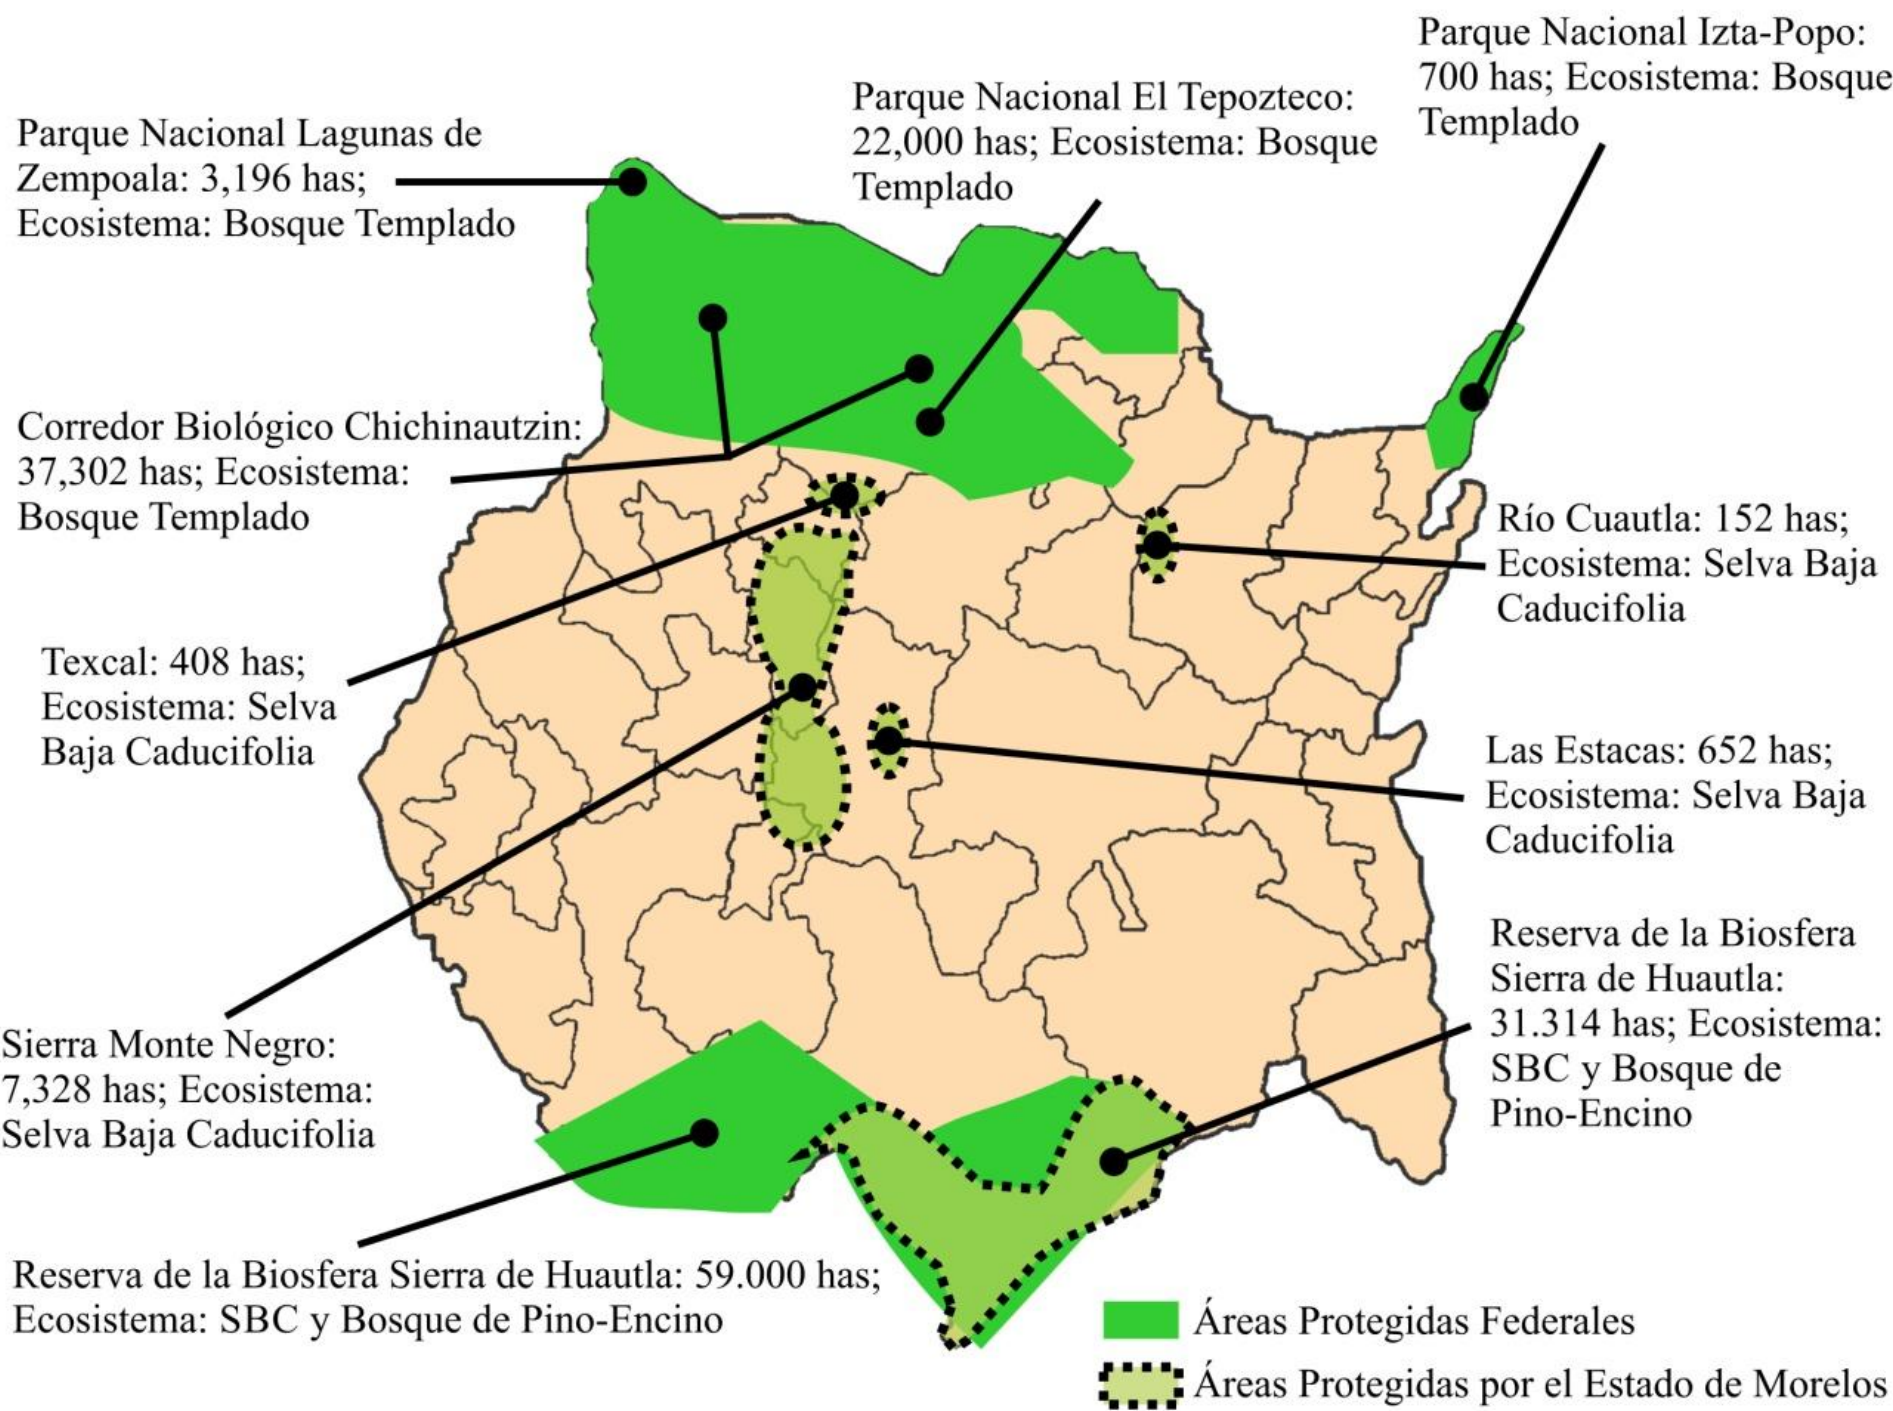 Parque Nacional Izta-Popo:
700 has; Ecosistema: Bosque
Templado
Parque Nacional El Tepozteco:
22,000 has; Ecosistema: Bosque
Templado
Parque Nacional Lagunas de
Zempoala: 3,196 has;
Ecosistema: Bosque Templado
Corredor Biológico Chichinautzin:
37,302 has; Ecosistema:
Bosque Templado
Río Cuautla: 152 has;
Ecosistema: Selva Baja
Caducifolia
Texcal: 408 has;
Ecosistema: Selva
Baja Caducifolia
Las Estacas: 652 has;
Ecosistema: Selva Baja
Caducifolia
Reserva de la Biosfera
Sierra de Huautla:
31.314 has; Ecosistema:
SBC y Bosque de
Pino-Encino
Sierra Monte Negro:
7,328 has; Ecosistema:
Selva Baja Caducifolia
Reserva de la Biosfera Sierra de Huautla: 59.000 has;
Ecosistema: SBC y Bosque de Pino-Encino
Áreas Protegidas Federales
Áreas Protegidas por el Estado de Morelos